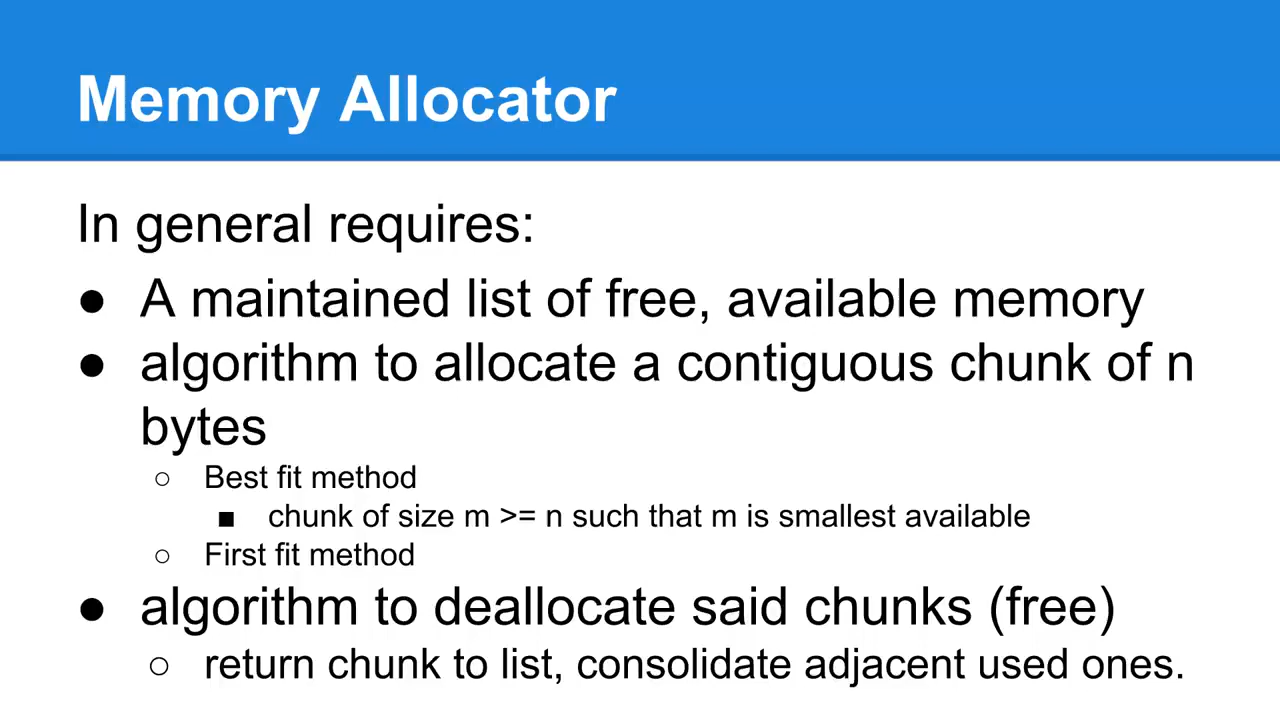 Memory Allocator
In general requires:
● A maintained list of free, available memory
● algorithm to allocate a contiguous chunk of n
bytes
○ Best fit method
■ chunk of size m >= n such that m is smallest available
○ First fit method
● algorithm to deallocate said chunks (free)
○ return chunk to list, consolidate adjacent used ones.